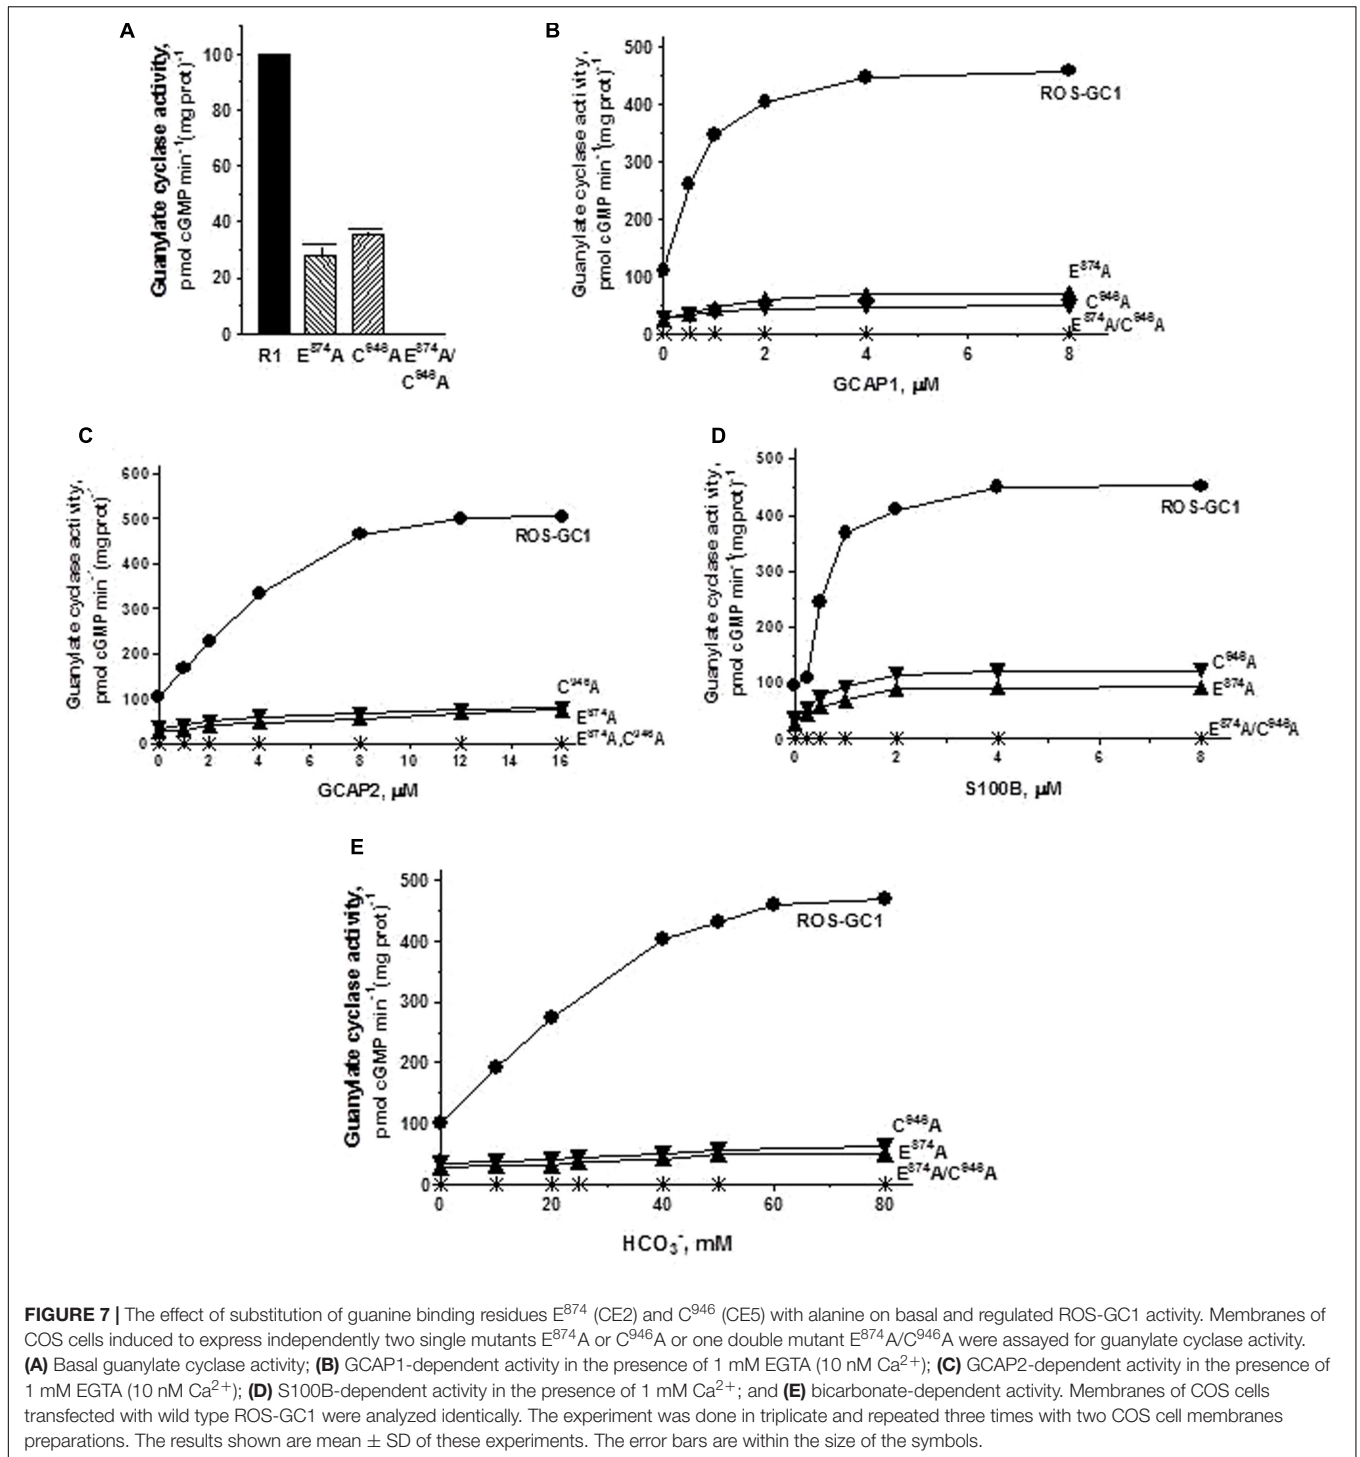 A
Guanylate cyclase activity,
pmol cGMP min⁻¹(mg prot)⁻¹
100
80
60
40
20
0
R1 E⁸⁷⁴A C⁹⁴⁶A E⁸⁷⁴A/
C⁹⁴⁶A
B
Guanylate cyclase activity,
pmol cGMP min⁻¹(mg prot)⁻¹
500
400
300
200
100
0
ROS-GC1
E⁸⁷⁴A
C⁹⁴⁶A
E⁸⁷⁴A/C⁹⁴⁶A
0 2 4 6 8
GCAP1, µM
C
Guanylate cyclase activity,
pmol cGMP min⁻¹(mg prot)⁻¹
600
500
400
300
200
100
0
ROS-GC1
C⁹⁴⁶A
E⁸⁷⁴A
E⁸⁷⁴A,C⁹⁴⁶A
0 2 4 6 8 10 12 14 16
GCAP2, µM
D
Guanylate cyclase activity,
pmol cGMP min⁻¹(mg prot)⁻¹
500
400
300
200
100
0
ROS-GC1
C⁹⁴⁶A
E⁸⁷⁴A
E⁸⁷⁴A/C⁹⁴⁶A
0 2 4 6 8
S100B, µM
E
Guanylate cyclase activity,
pmol cGMP min⁻¹(mg prot)⁻¹
500
400
300
200
100
0
ROS-GC1
C⁹⁴⁶A
E⁸⁷⁴A
E⁸⁷⁴A/C⁹⁴⁶A
0 20 40 60 80
HCO₃⁻, mM
FIGURE 7 | The effect of substitution of guanine binding residues E⁸⁷⁴ (CE2) and C⁹⁴⁶ (CE5) with alanine on basal and regulated ROS-GC1 activity. Membranes of
COS cells induced to express independently two single mutants E⁸⁷⁴A or C⁹⁴⁶A or one double mutant E⁸⁷⁴A/C⁹⁴⁶A were assayed for guanylate cyclase activity.
(A) Basal guanylate cyclase activity; (B) GCAP1-dependent activity in the presence of 1 mM EGTA (10 nM Ca²⁺); (C) GCAP2-dependent activity in the presence of
1 mM EGTA (10 nM Ca²⁺); (D) S100B-dependent activity in the presence of 1 mM Ca²⁺; and (E) bicarbonate-dependent activity. Membranes of COS cells
transfected with wild type ROS-GC1 were analyzed identically. The experiment was done in triplicate and repeated three times with two COS cell membranes
preparations. The results shown are mean ± SD of these experiments. The error bars are within the size of the symbols.